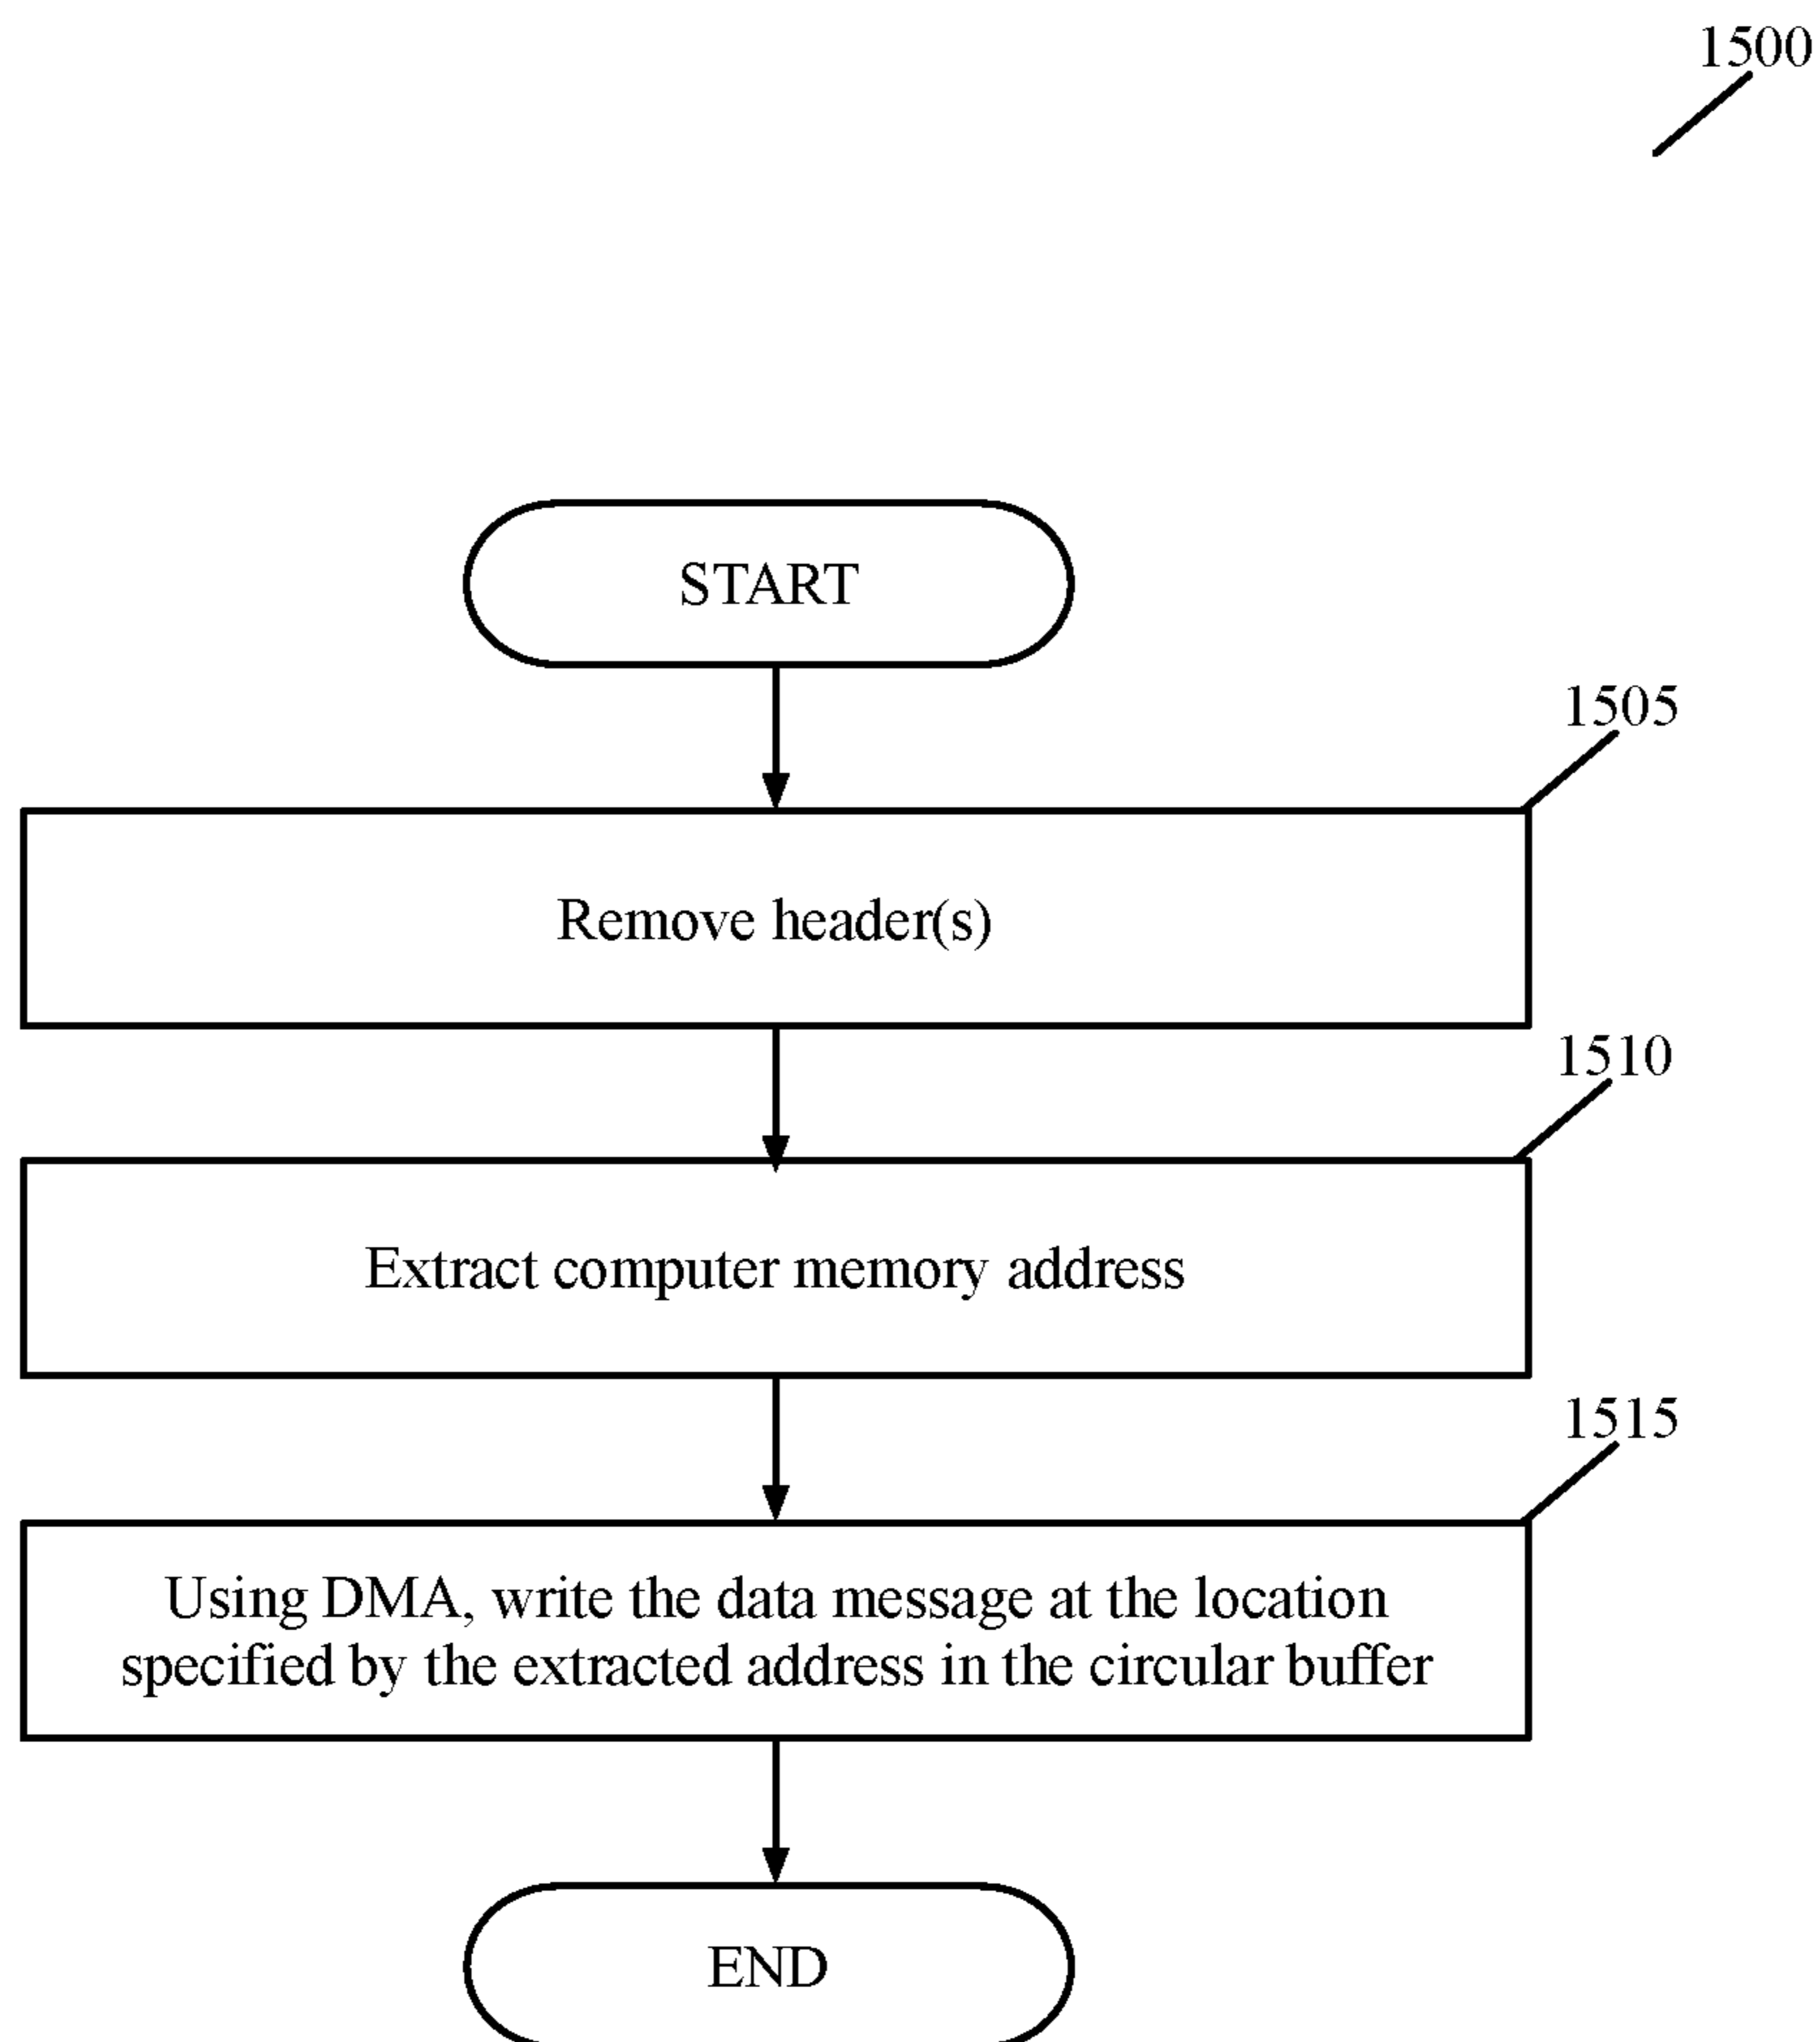 1500
START
1505
Remove header(s)
1510
Extract computer memory address
1515
Using DMA, write the data message at the location
specified by the extracted address in the circular buffer
END